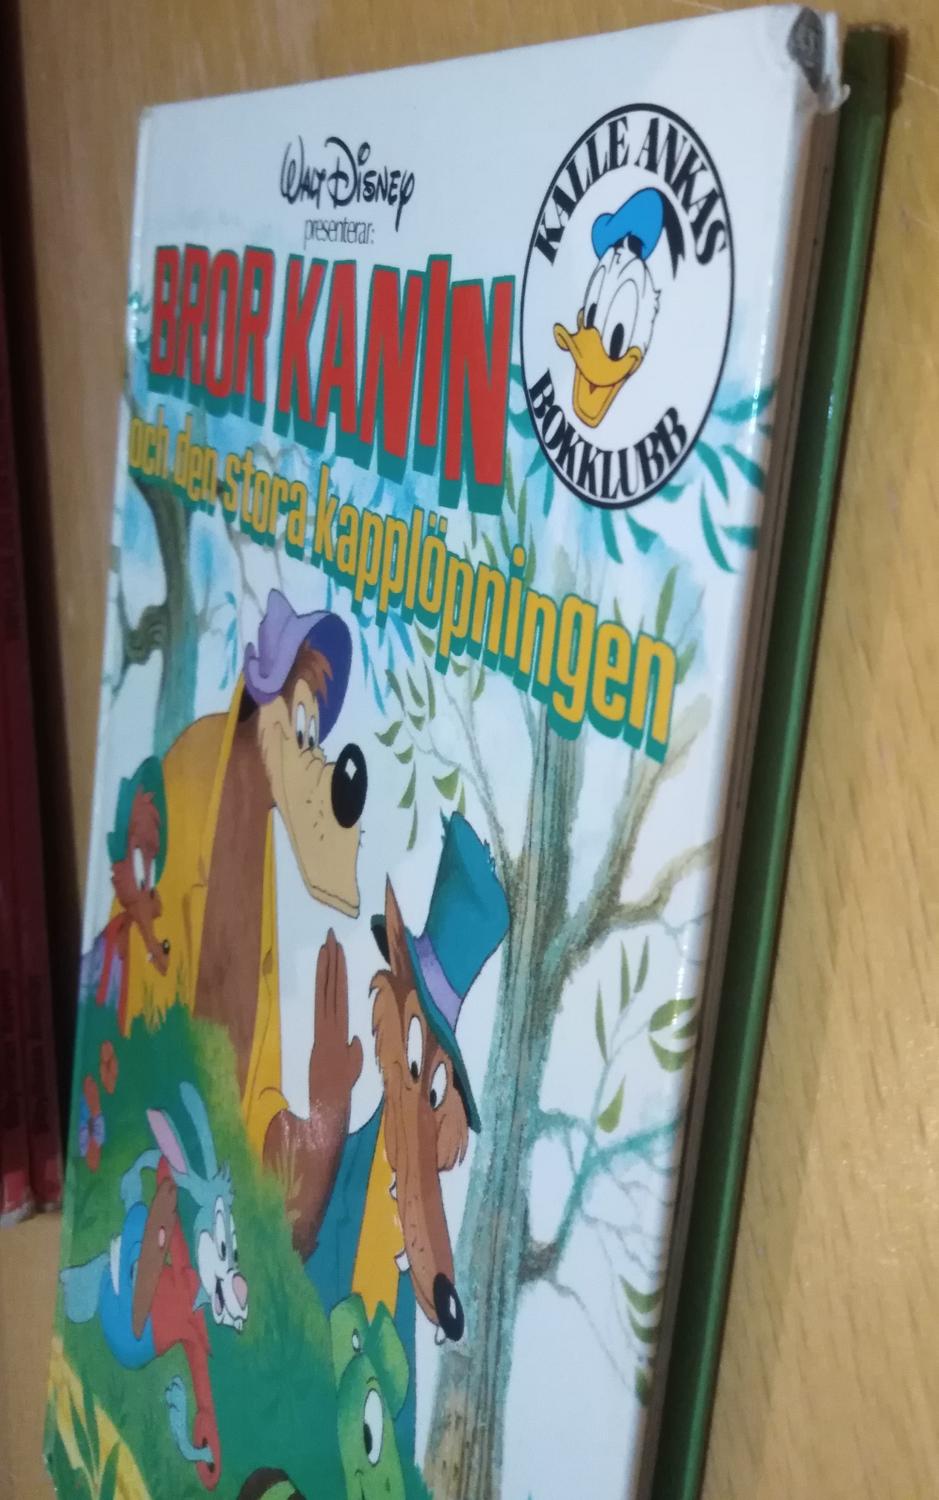 WALT DISNEY
presenterar:
BROR KANIN
och den stora kapplöpningen
KALLE ANKAS
BOKKLUBB